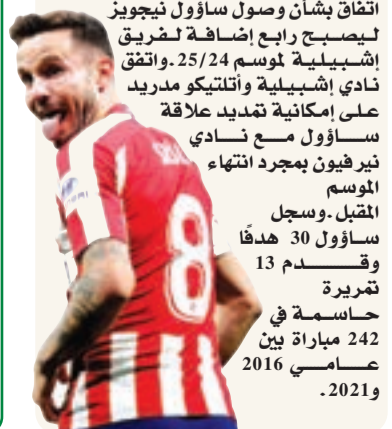 اتفاق بشأن وصول ساؤول نيجويز
ليصبح رابع إضافة لفريق
إشبيلية لموسم 25/24.واتفق
نادي إشبيلية وأتلتيكو مدريد
على إمكانية تمديد علاقة
ساؤول مع نادي
نيرفيون بمجرد انتهاء
الموسم
المقبل.وسجل
ساؤول 30 هدفًا
وقدم 13
تمريرة
حاسمة في
242 مباراة بين
عامي 2016
و2021.
8